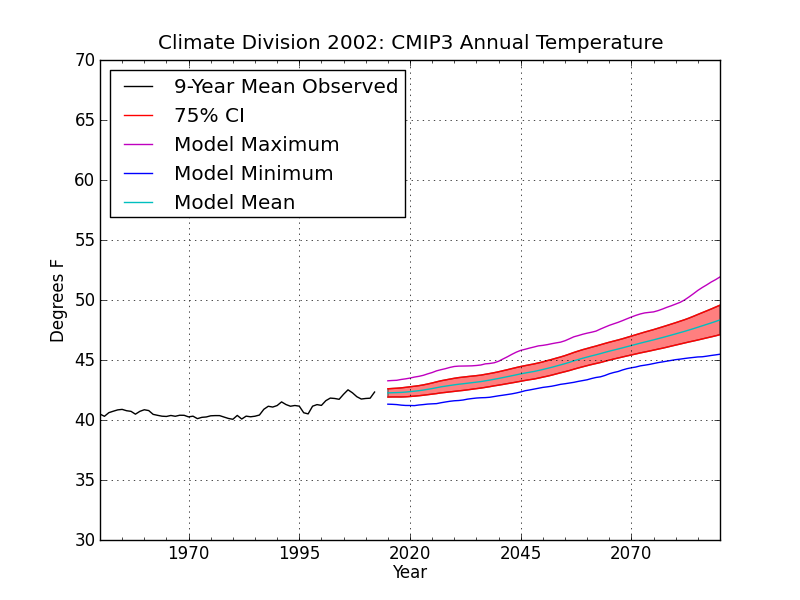 Climate Division 2002: CMIP3 Annual Temperature
70
65
60
55
50
45
40
35
30
9-Year Mean Observed
75% CI
Model Maximum
Model Minimum
Model Mean
Degrees F
1970 1995 2020 2045 2070
Year